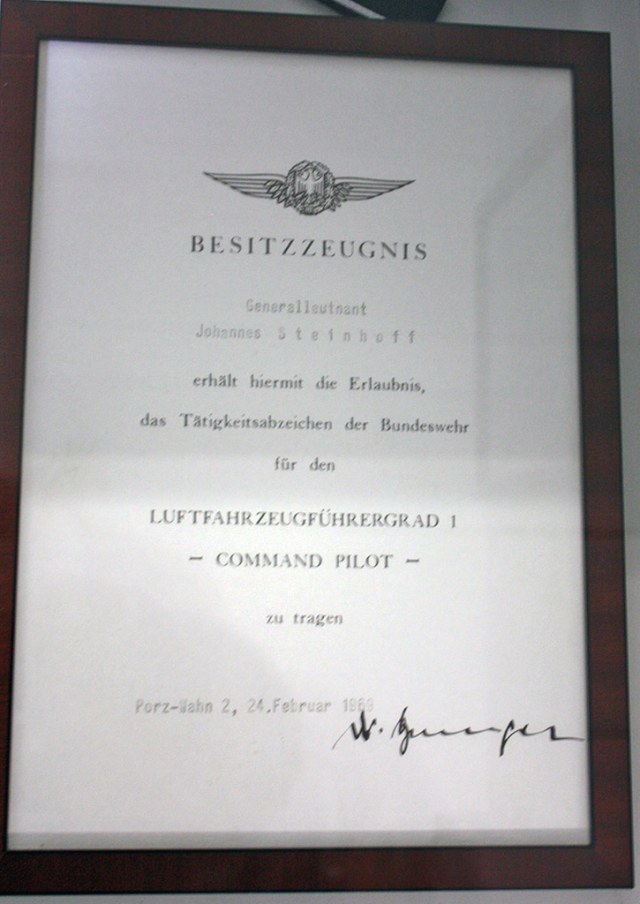 BESITZZEUGNIS
Generalleutnant
Johannes Steinhoff
erhält hiermit die Erlaubnis,
das Tätigkeitsabzeichen der Bundeswehr
für den
LUFTFAHRZEUGFÜHRERGRAD 1
— COMMAND PILOT —
zu tragen
Porz-Wahn 2, 24.Februar 1969